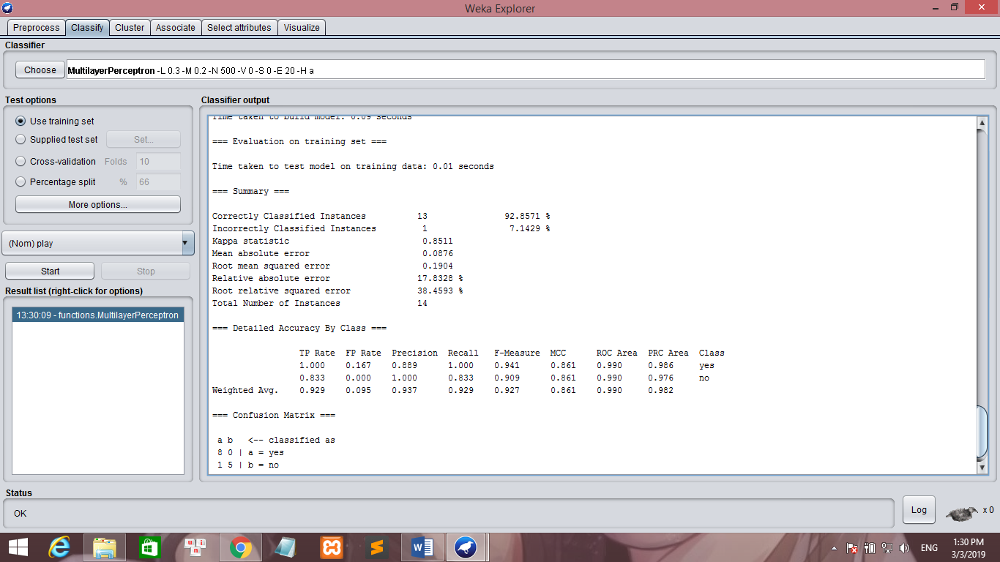 Weka Explorer
Preprocess Classify Cluster Associate Select attributes Visualize
Classifier
Choose MultilayerPerceptron -L 0.3 -M 0.2 -N 500 -V 0 -S 0 -E 20 -H a
Test options
Use training set
Supplied test set Set...
Cross-validation Folds 10
Percentage split % 66
More options...
(Nom) play
Start Stop
Result list (right-click for options)
13:30:09 - functions.MultilayerPerceptron
Classifier output
Time taken to build model: 0.09 seconds
=== Evaluation on training set ===
Time taken to test model on training data: 0.01 seconds
=== Summary ===
Correctly Classified Instances 13 92.8571 %
Incorrectly Classified Instances 1 7.1429 %
Kappa statistic 0.8511
Mean absolute error 0.0876
Root mean squared error 0.1904
Relative absolute error 17.8328 %
Root relative squared error 38.4593 %
Total Number of Instances 14
=== Detailed Accuracy By Class ===
TP Rate FP Rate Precision Recall F-Measure MCC ROC Area PRC Area Class
1.000 0.167 0.889 1.000 0.941 0.861 0.990 0.986 yes
0.833 0.000 1.000 0.833 0.909 0.861 0.990 0.976 no
Weighted Avg. 0.929 0.095 0.937 0.929 0.927 0.861 0.990 0.982
=== Confusion Matrix ===
a b <-- classified as
8 0 | a = yes
1 5 | b = no
Status
OK
Log
x 0
ENG
1:30 PM
3/3/2019